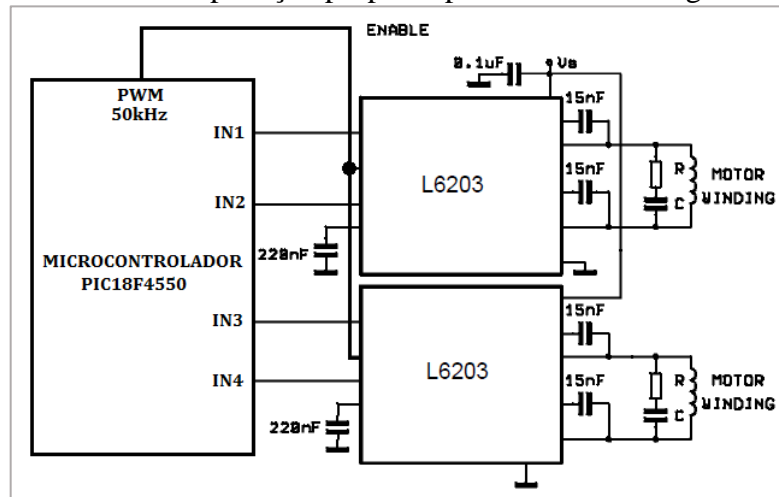 ENABLE
0.1uF
Vs
PWM
50kHz
15nF
IN1
15nF
L6203
R
MOTOR
C
WINDING
IN2
220nF
MICROCONTROLADOR
PIC18F4550
15nF
IN3
L6203
15nF
R
MOTOR
IN4
C
WINDING
220nF